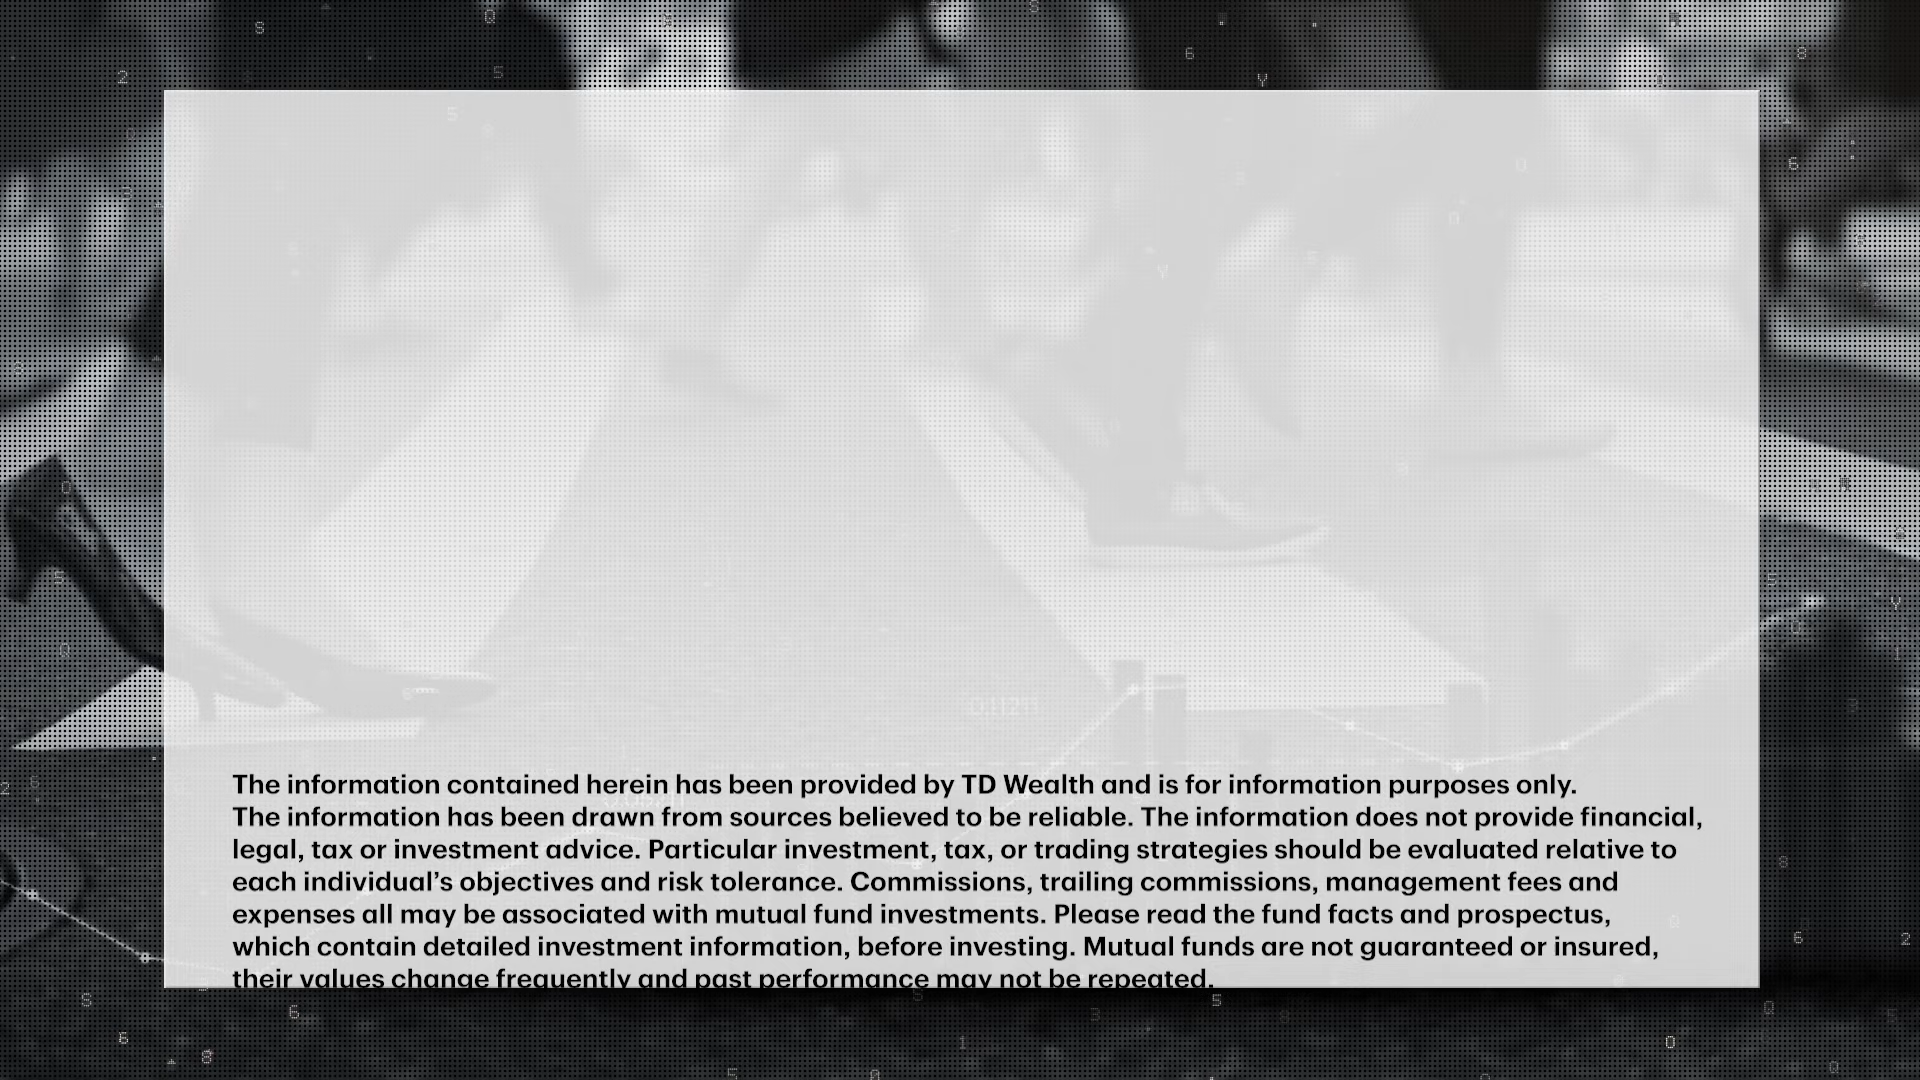 The information contained herein has been provided by TD Wealth and is for information purposes only.
The information has been drawn from sources believed to be reliable. The information does not provide financial,
legal, tax or investment advice. Particular investment, tax, or trading strategies should be evaluated relative to
each individual’s objectives and risk tolerance. Commissions, trailing commissions, management fees and
expenses all may be associated with mutual fund investments. Please read the fund facts and prospectus,
which contain detailed investment information, before investing. Mutual funds are not guaranteed or insured,
their values change frequently and past performance may not be repeated.